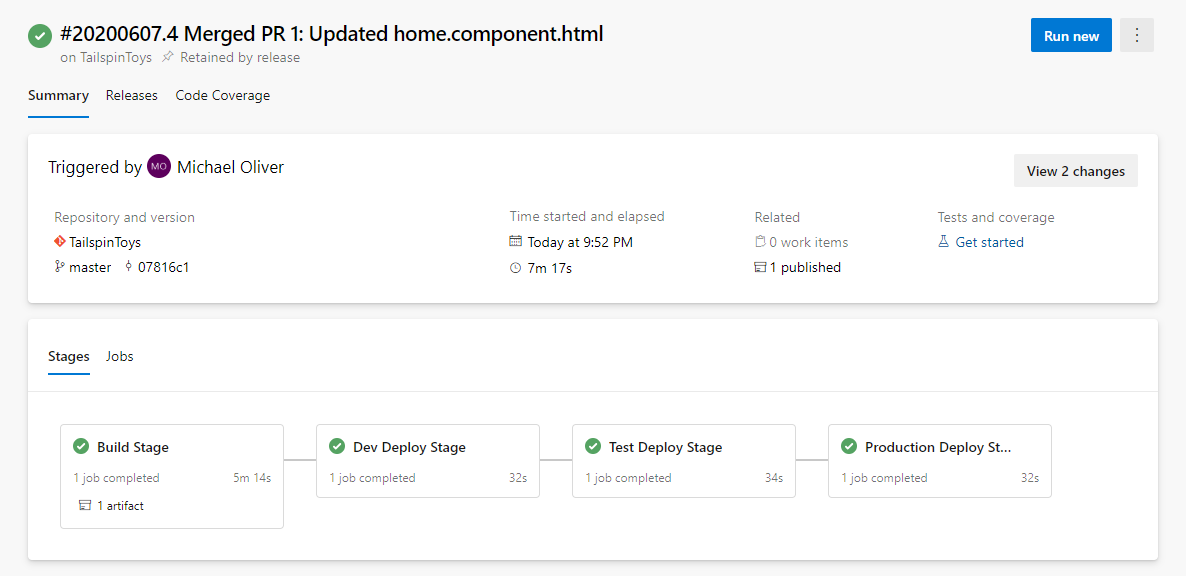 #20200607.4 Merged PR 1: Updated home.component.html
on TailspinToys Retained by release
Run new
Summary Releases Code Coverage
Triggered by MO Michael Oliver
View 2 changes
Repository and version
TailspinToys
master 07816c1
Time started and elapsed
Today at 9:52 PM
7m 17s
Related
0 work items
1 published
Tests and coverage
Get started
Stages Jobs
Build Stage
1 job completed 5m 14s
1 artifact
Dev Deploy Stage
1 job completed 32s
Test Deploy Stage
1 job completed 34s
Production Deploy St...
1 job completed 32s